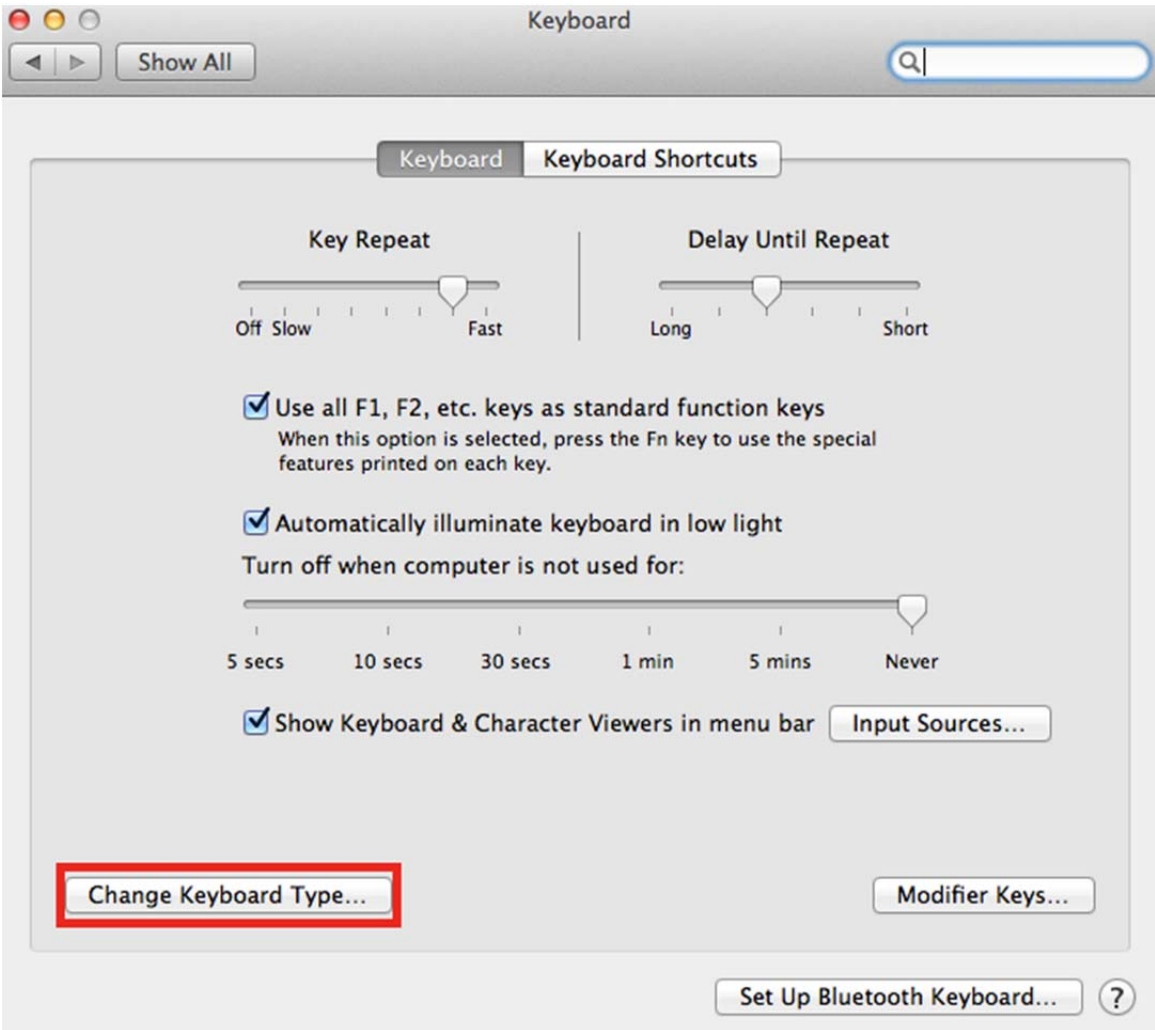 Keyboard
Show All
Keyboard Keyboard Shortcuts
Key Repeat Delay Until Repeat
Off Slow Fast Long Short
Use all F1, F2, etc. keys as standard function keys
When this option is selected, press the Fn key to use the special
features printed on each key.
Automatically illuminate keyboard in low light
Turn off when computer is not used for:
5 secs 10 secs 30 secs 1 min 5 mins Never
Show Keyboard & Character Viewers in menu bar Input Sources...
Change Keyboard Type... Modifier Keys...
Set Up Bluetooth Keyboard... ?